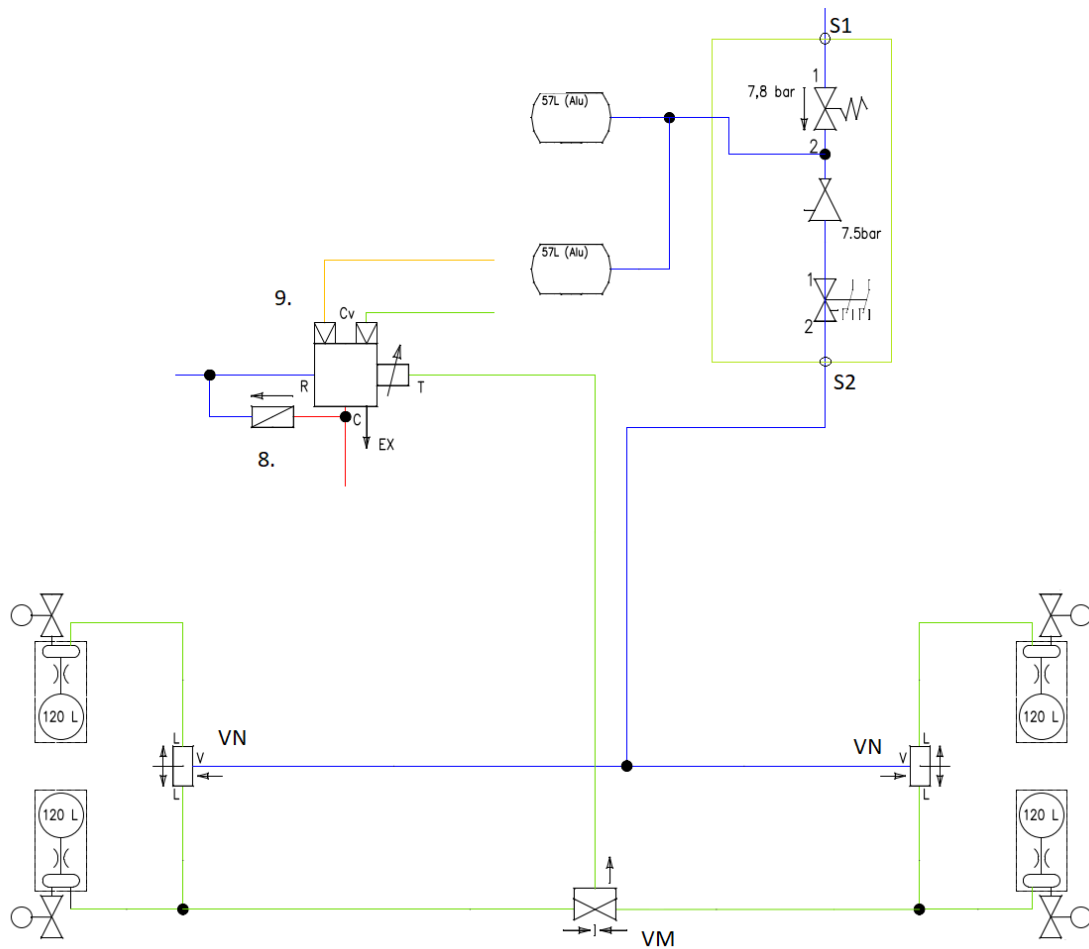 S1
1
7,8 bar
57L (Alu)
2
7.5bar
57L (Alu)
1
2
S2
9.
Cv
R
T
C
EX
8.
120 L
120 L
L
VN
V
L
VN
V
L
L
120 L
120 L
VM